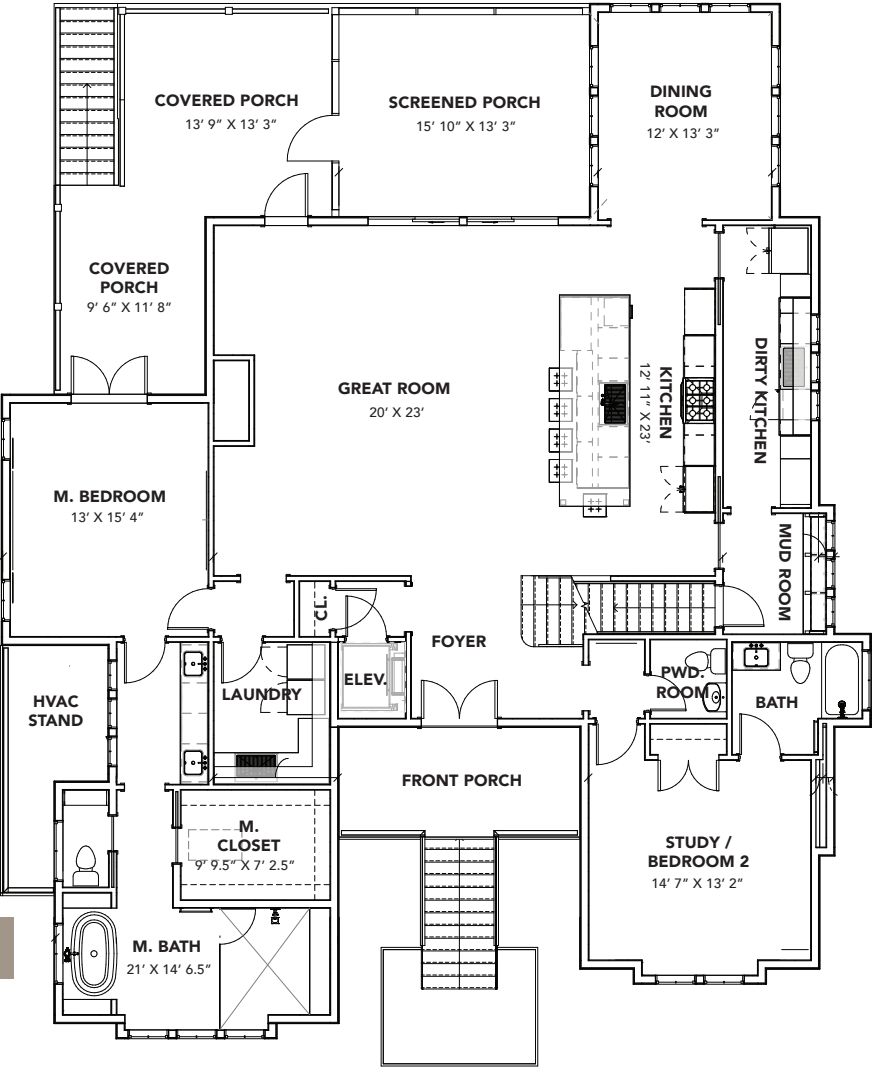 COVERED PORCH
13' 9" X 13' 3"
SCREENED PORCH
15' 10" X 13' 3"
DINING
ROOM
12' X 13' 3"
COVERED
PORCH
9' 6" X 11' 8"
GREAT ROOM
20' X 23'
KITCHEN
12' 11" X 23'
DIRTY KITCHEN
M. BEDROOM
13' X 15' 4"
MUD ROOM
CL.
FOYER
ELEV.
LAUNDRY
HVAC
STAND
PWD.
ROOM
BATH
FRONT PORCH
M.
CLOSET
9' 9.5" X 7' 2.5"
STUDY /
BEDROOM 2
14' 7" X 13' 2"
M. BATH
21' X 14' 6.5"